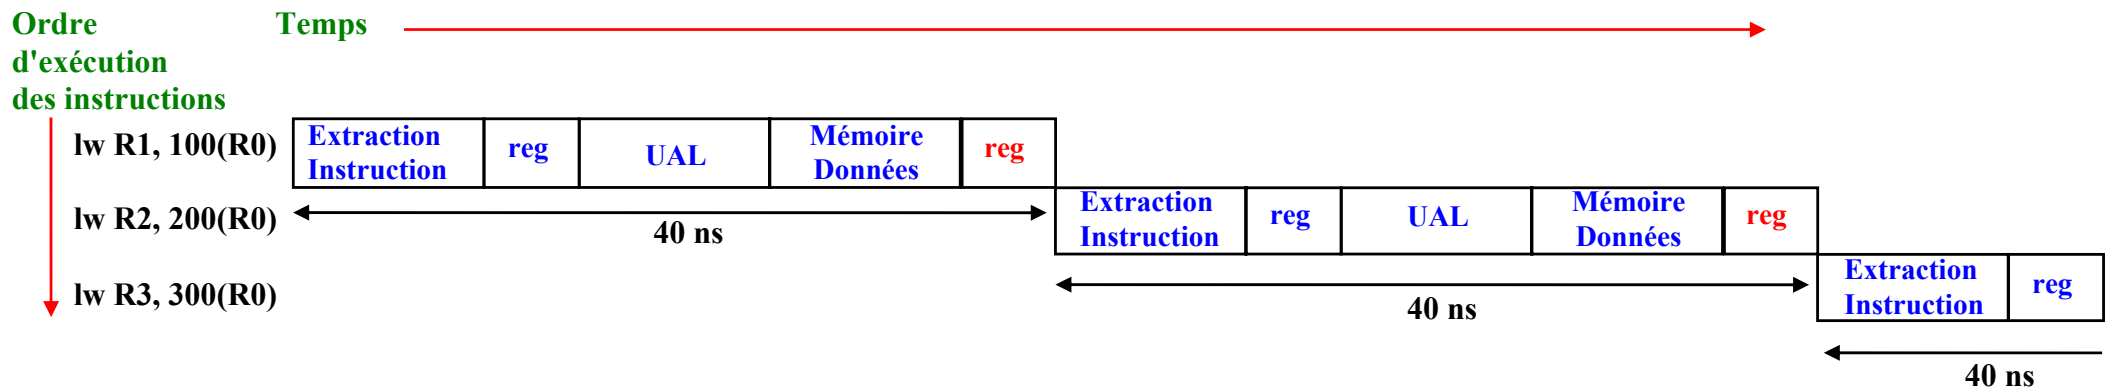 Ordre
d'exécution
des instructions
Temps
lw R1, 100(R0)
Extraction
Instruction
reg
UAL
Mémoire
Données
reg
40 ns
lw R2, 200(R0)
Extraction
Instruction
reg
UAL
Mémoire
Données
reg
40 ns
lw R3, 300(R0)
Extraction
Instruction
reg
40 ns